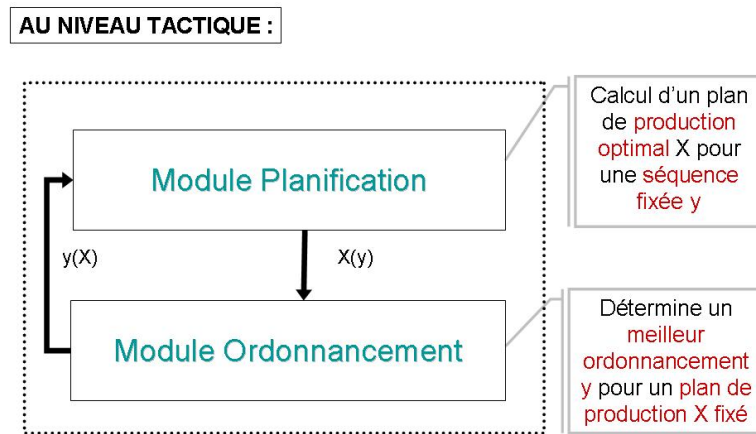 AU NIVEAU TACTIQUE :
Calcul d'un plan
de production
optimal X pour
une séquence
fixée y
Module Planification
y(X)
X(y)
Détermine un
meilleur
ordonnancement
y pour un plan de
production X fixé
Module Ordonnancement